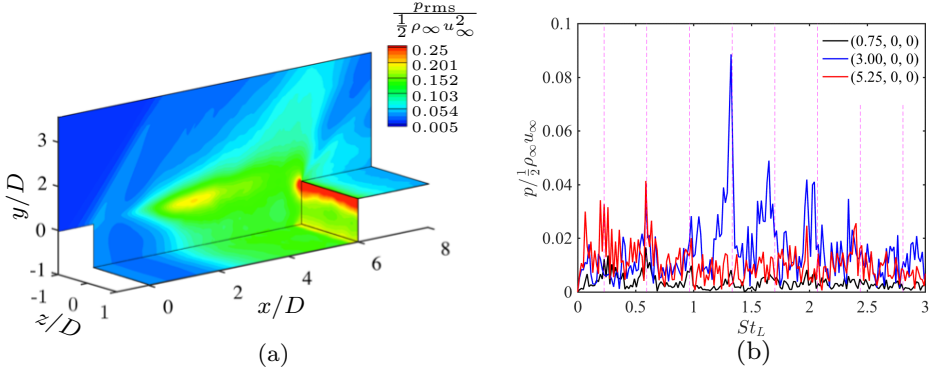 p_rms
1/2 ρ_∞ u_∞^2
0.25
0.201
0.152
0.103
0.054
0.005
3
2
1
0
-1
y/D
-1
0
1
z/D
0
2
4
6
8
x/D
(a)
0.1
0.08
0.06
0.04
0.02
0
p/½ρ_∞u_∞
(0.75, 0, 0)
(3.00, 0, 0)
(5.25, 0, 0)
0 0.5 1 1.5 2 2.5 3
St_L
(b)